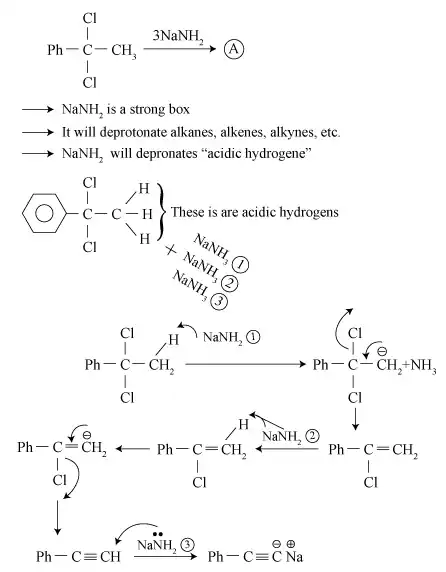 Cl
3NaNH2
Ph — C — CH3 ⟶ Ⓐ
Cl
⟶ NaNH2 is a strong box
⟶ It will deprotonate alkanes, alkenes, alkynes, etc.
⟶ NaNH2 will depronates “acidic hydrogene”
Cl H
C — C — H } These is are acidic hydrogens
Cl H
+ NaNH3 ①
NaNH3 ②
NaNH3 ③
Cl H NaNH2 ①
Ph — C — CH2 ⟶
Cl
Cl ⊖
Ph — C — CH2+NH3
Cl
Ph — C = CH2
Cl
H NaNH2 ②
Ph — C = CH2
Cl
⊖
Ph — C = CH2
Cl
Ph — C ≡ CH NaNH2 ③ ⟶ Ph — C ≡ C⊖ Na⊕